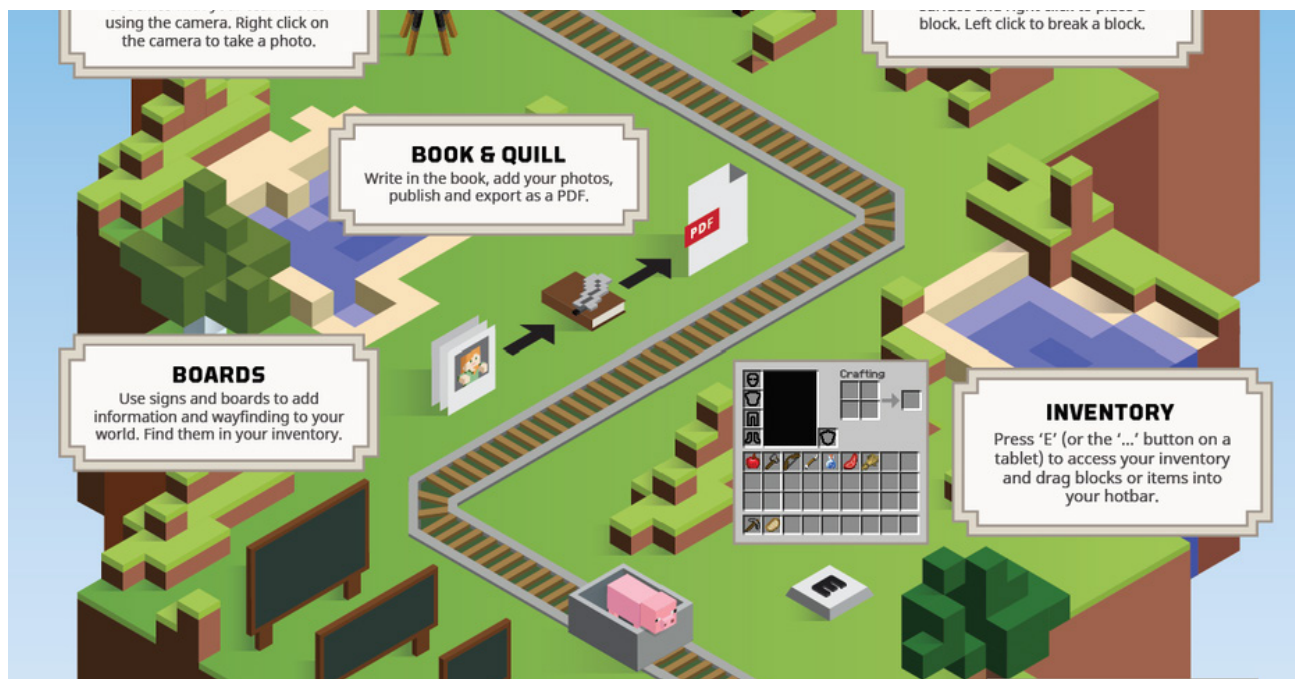 using the camera. Right click on
the camera to take a photo.
block. Left click to break a block.
BOOK & QUILL
Write in the book, add your photos,
publish and export as a PDF.
PDF
BOARDS
Use signs and boards to add
information and wayfinding to your
world. Find them in your inventory.
Crafting
INVENTORY
Press ‘E’ (or the ‘...’ button on a
tablet) to access your inventory
and drag blocks or items into
your hotbar.
E